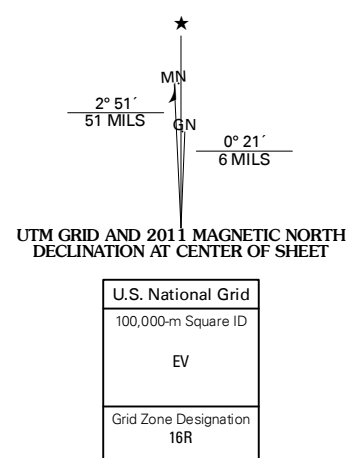 MN
2° 51´
51 MILS
GN
0° 21´
6 MILS
UTM GRID AND 2011 MAGNETIC NORTH
DECLINATION AT CENTER OF SHEET
U.S. National Grid
100,000-m Square ID
EV
Grid Zone Designation
16R